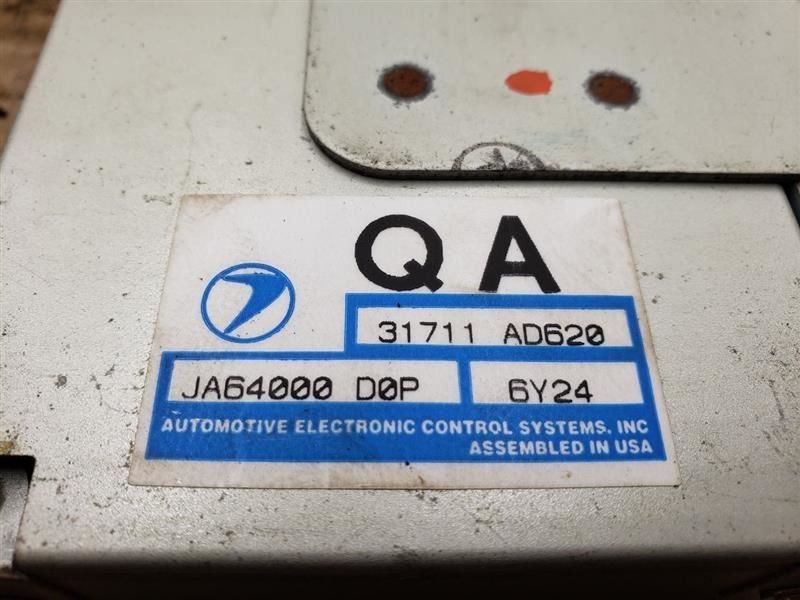 QA
31711 AD620
JA64000 D0P 6Y24
AUTOMOTIVE ELECTRONIC CONTROL SYSTEMS, INC
ASSEMBLED IN USA